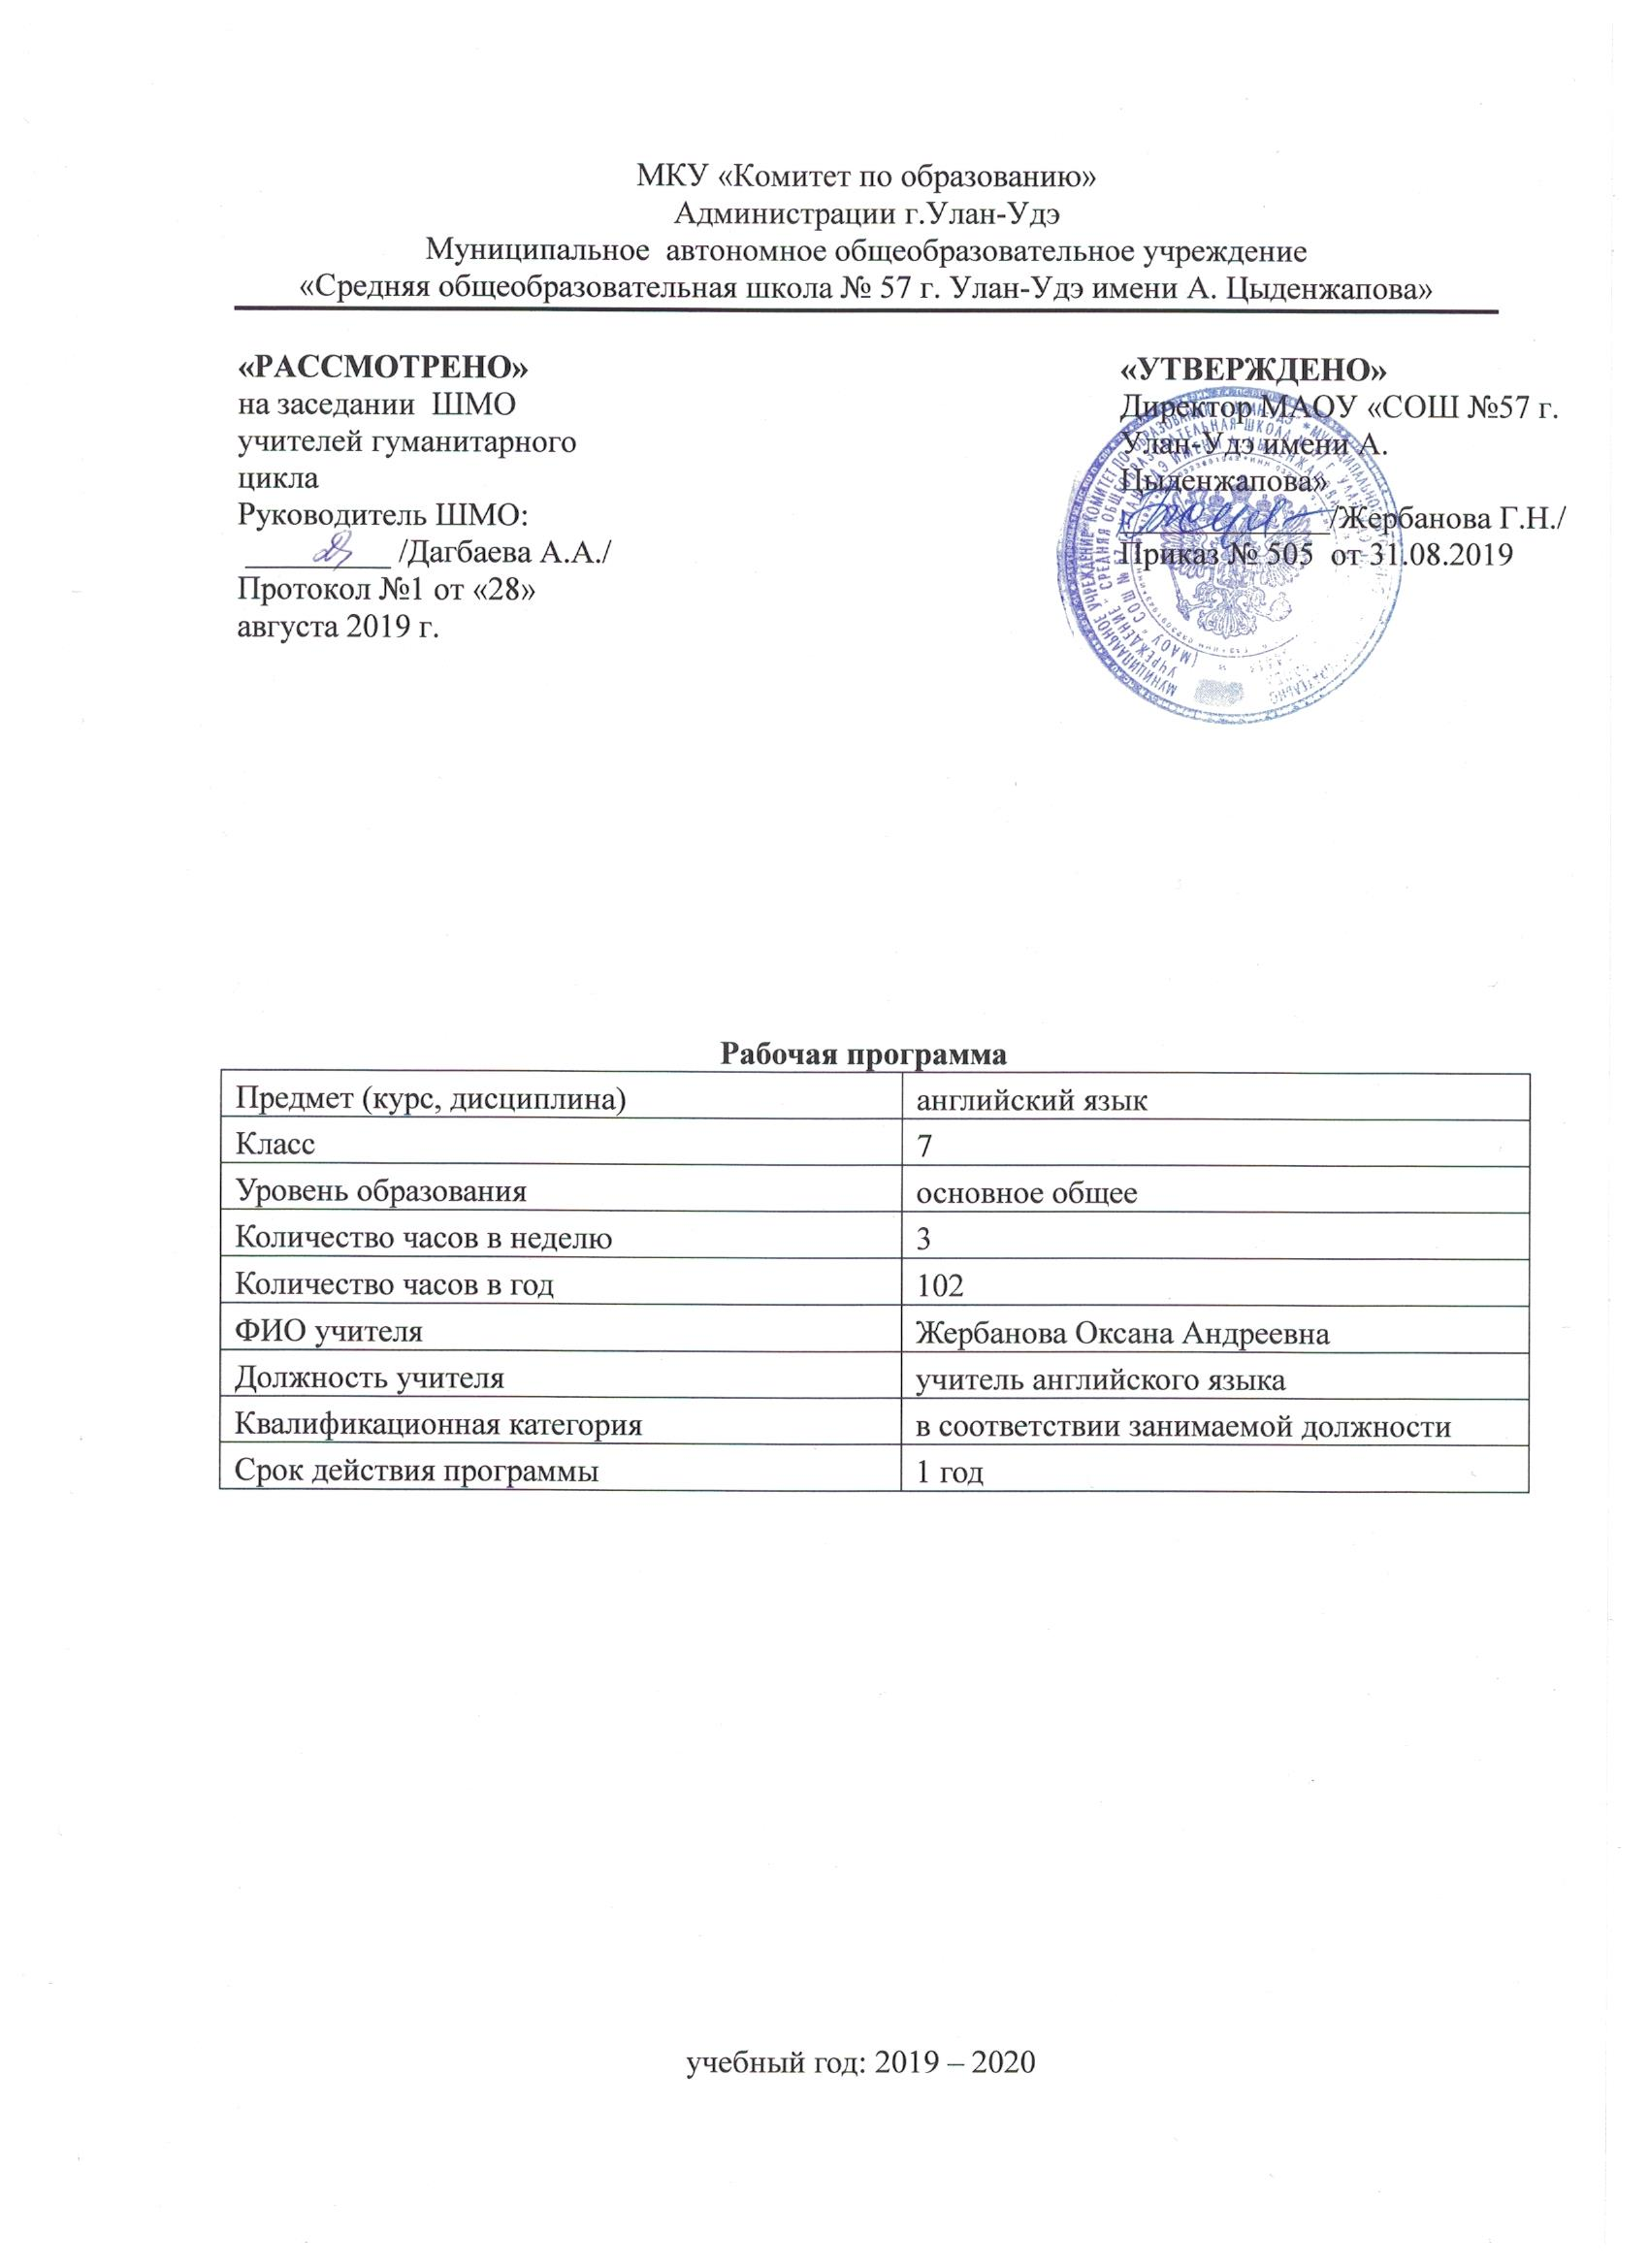 МКУ «Комитет по образованию»
Администрации г.Улан-Удэ
Муниципальное автономное общеобразовательное учреждение
«Средняя общеобразовательная школа № 57 г. Улан-Удэ имени А. Цыденжапова»
«РАССМОТРЕНО»
на заседании ШМО
учителей гуманитарного
цикла
Руководитель ШМО:
__________ /Дагбаева А.А./
Протокол №1 от «28»
августа 2019 г.
«УТВЕРЖДЕНО»
Директор МАОУ «СОШ №57 г.
Улан-Удэ имени А.
Цыденжапова»
______________/Жербанова Г.Н./
Приказ № 505 от 31.08.2019
Рабочая программа
Предмет (курс, дисциплина) английский язык
Класс 7
Уровень образования основное общее
Количество часов в неделю 3
Количество часов в год 102
ФИО учителя Жербанова Оксана Андреевна
Должность учителя учитель английского языка
Квалификационная категория в соответствии занимаемой должности
Срок действия программы 1 год
учебный год: 2019 – 2020